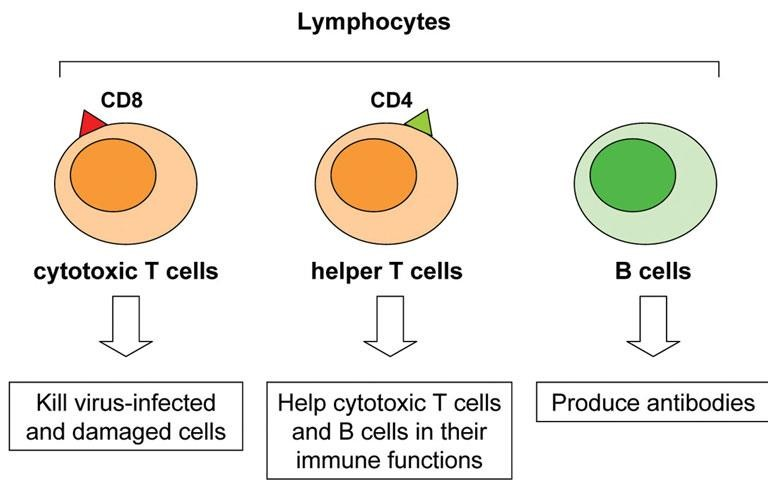 Lymphocytes
CD8
CD4
cytotoxic T cells
helper T cells
B cells
Kill virus-infected
and damaged cells
Help cytotoxic T cells
and B cells in their
immune functions
Produce antibodies